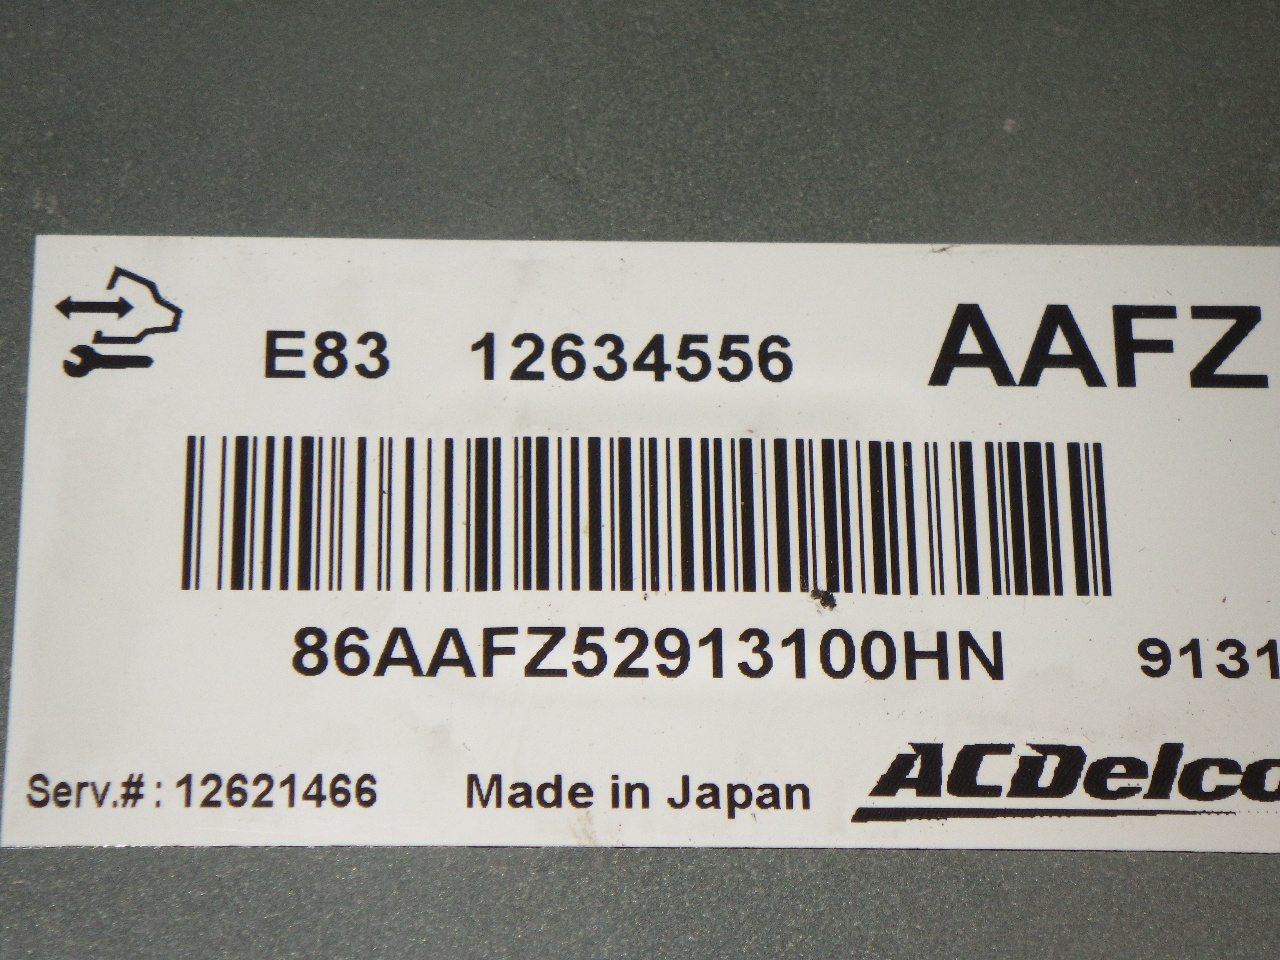 E83 12634556 AAFZ
86AAFZ52913100HN 9131
Serv.#: 12621466 Made in Japan ACDelco